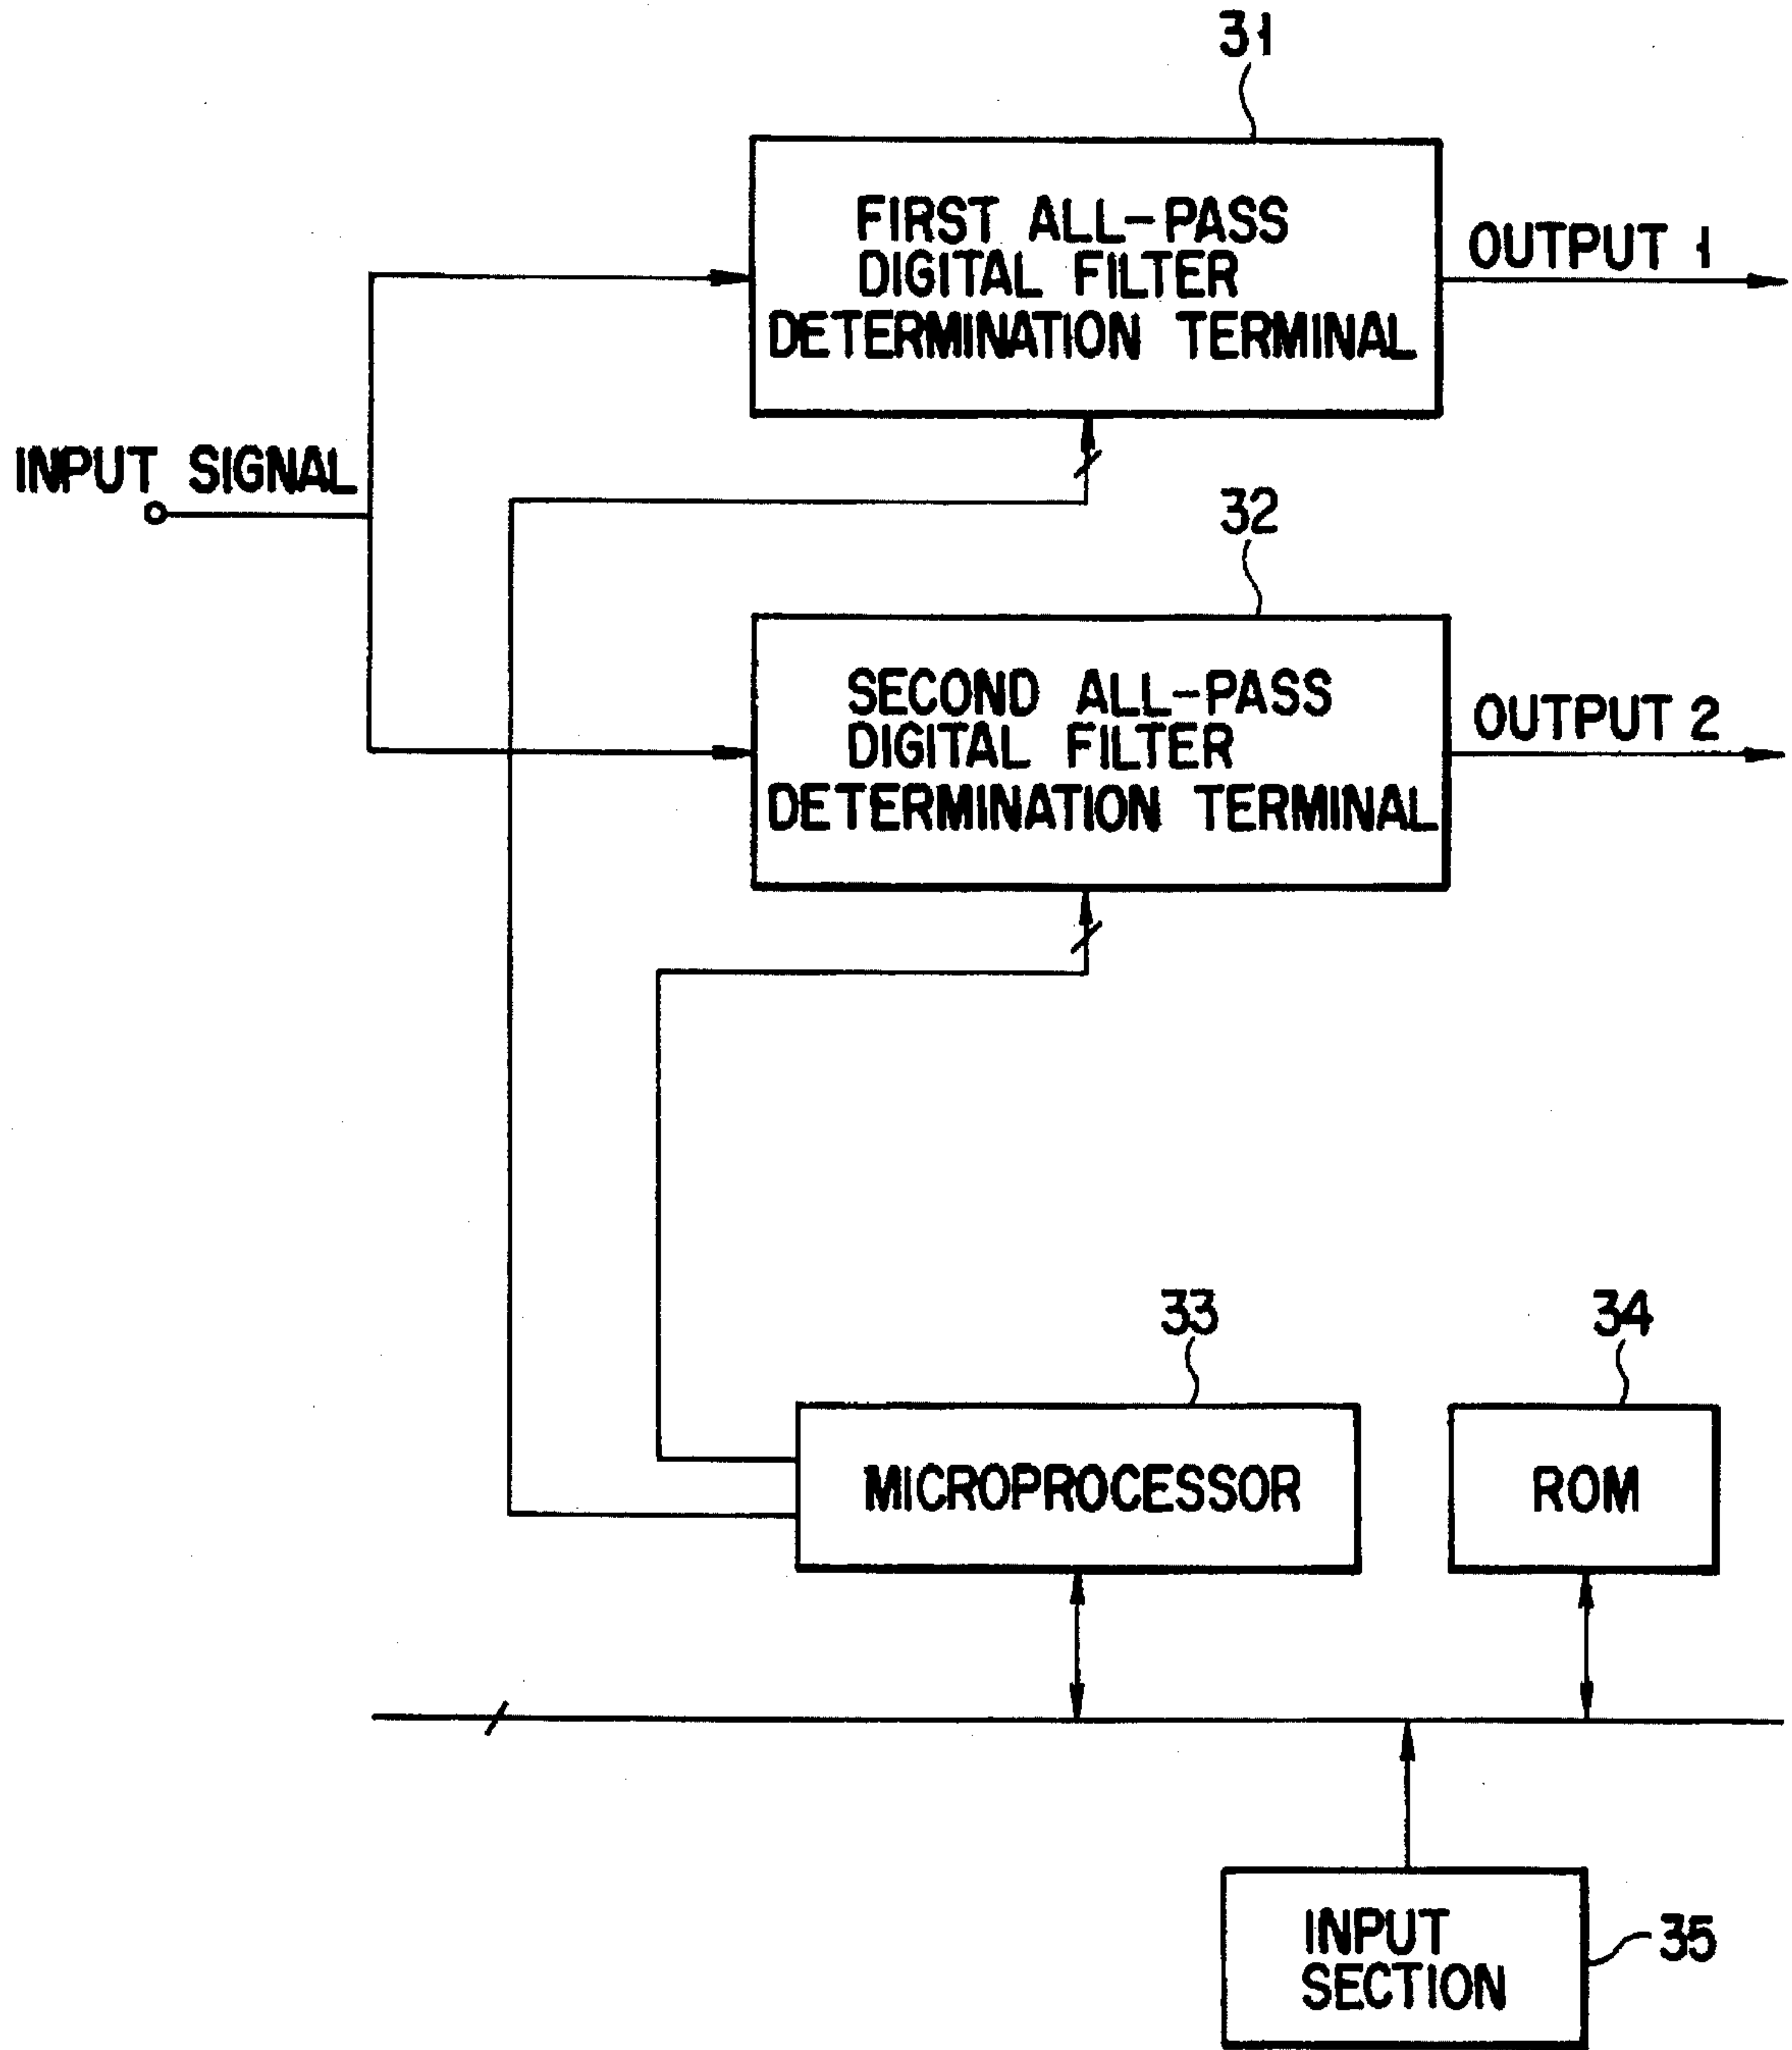 31
FIRST ALL-PASS
DIGITAL FILTER
DETERMINATION TERMINAL
OUTPUT 1
INPUT SIGNAL
32
SECOND ALL-PASS
DIGITAL FILTER
DETERMINATION TERMINAL
OUTPUT 2
33
34
MICROPROCESSOR
ROM
INPUT
SECTION
35